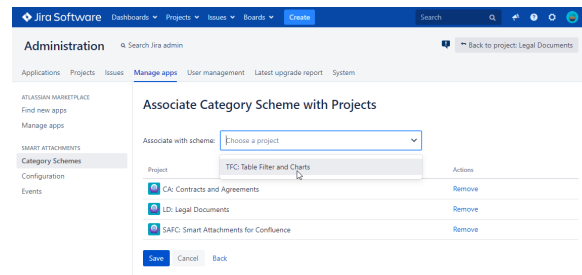 Jira Software Dashboards Projects Issues Boards Create Search
Administration Search Jira admin Back to project: Legal Documents
Applications Projects Issues Manage apps User management Latest upgrade report System
ATLASSIAN MARKETPLACE
Find new apps
Manage apps
SMART ATTACHMENTS
Category Schemes
Configuration
Events
Associate Category Scheme with Projects
Associate with scheme: Choose a project
TFC: Table Filter and Charts
Project Actions
CA: Contracts and Agreements Remove
LD: Legal Documents Remove
SAFC: Smart Attachments for Confluence Remove
Save Cancel Back